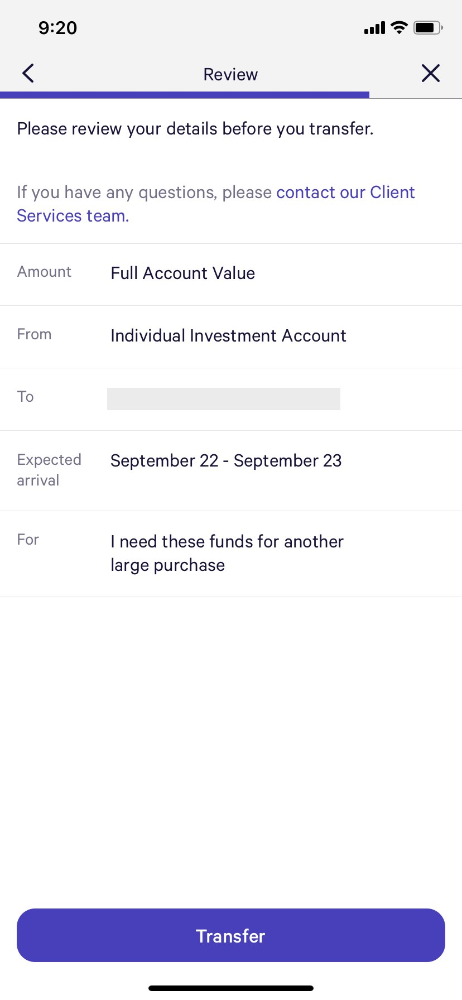 9:20
Review
Please review your details before you transfer.
If you have any questions, please contact our Client
Services team.
Amount
Full Account Value
From
Individual Investment Account
To
Expected
arrival
September 22 - September 23
For
I need these funds for another
large purchase
Transfer